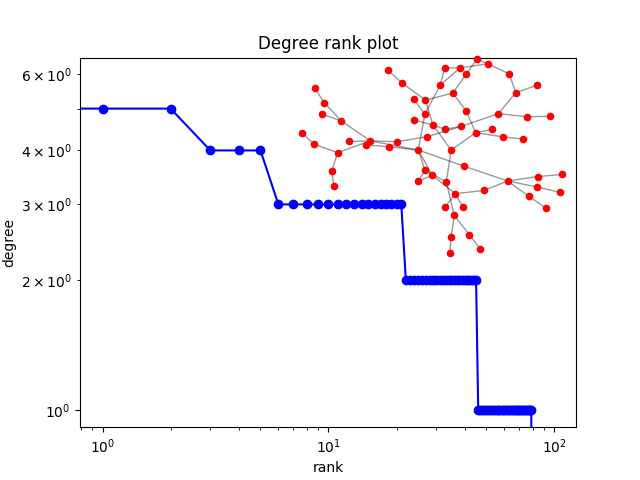 Degree rank plot
6 × 10⁰
4 × 10⁰
3 × 10⁰
2 × 10⁰
10⁰
degree
10⁰ 10¹ 10²
rank